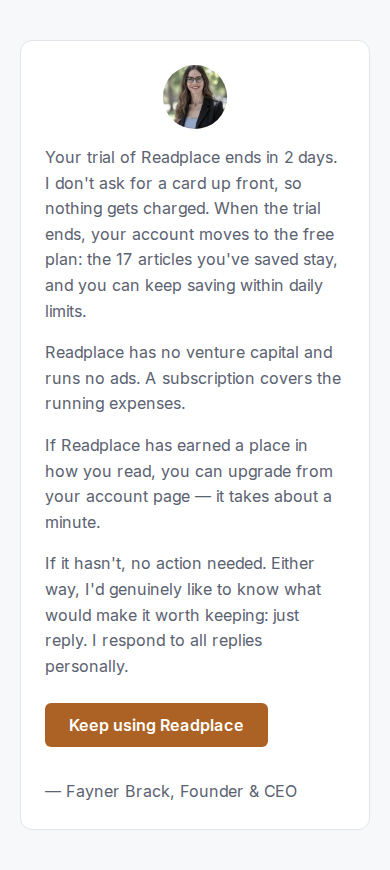 Your trial of Readplace ends in 2 days.
I don't ask for a card up front, so
nothing gets charged. When the trial
ends, your account moves to the free
plan: the 17 articles you've saved stay,
and you can keep saving within daily
limits.
Readplace has no venture capital and
runs no ads. A subscription covers the
running expenses.
If Readplace has earned a place in
how you read, you can upgrade from
your account page — it takes about a
minute.
If it hasn't, no action needed. Either
way, I'd genuinely like to know what
would make it worth keeping: just
reply. I respond to all replies
personally.
Keep using Readplace
— Fayner Brack, Founder & CEO